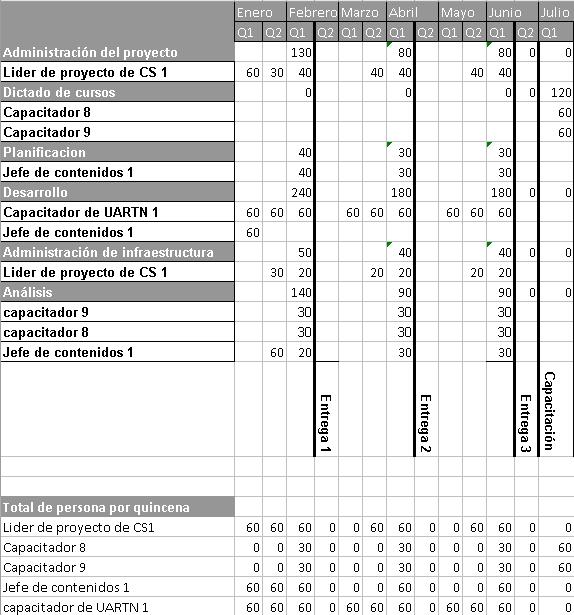 Enero Febrero Marzo Abril Mayo Junio Julio
Q1 Q2 Q1 Q2 Q1 Q2 Q1 Q2 Q1 Q2 Q1 Q2 Q1
Administración del proyecto 130 80 80 0 0
Lider de proyecto de CS 1 60 30 40 40 40 40 40
Dictado de cursos 0 0 0 0 120
Capacitador 8 60
Capacitador 9 60
Planificacion 40 30 30
Jefe de contenidos 1 40 30 30
Desarrollo 240 180 180 0 0
Capacitador de UARTN 1 60 60 60 60 60 60 60 60 60
Jefe de contenidos 1 60
Administración de infraestructura 50 40 40 0 0
Lider de proyecto de CS 1 30 20 20 20 20 20
Análisis 140 90 90 0 0
capacitador 9 30 30 30
capacitador 8 30 30 30
Jefe de contenidos 1 60 20 30 30
Entrega 1
Entrega 2
Entrega 3
Capacitación
Total de persona por quincena
Lider de proyecto de CS1 60 60 60 0 0 60 60 0 0 60 60 0 0
Capacitador 8 0 0 30 0 0 0 30 0 0 0 30 0 60
Capacitador 9 0 0 30 0 0 0 30 0 0 0 30 0 60
Jefe de contenidos 1 60 60 60 0 0 0 60 0 0 0 60 0 0
capacitador de UARTN 1 60 60 60 0 60 60 60 0 60 60 60 0 0